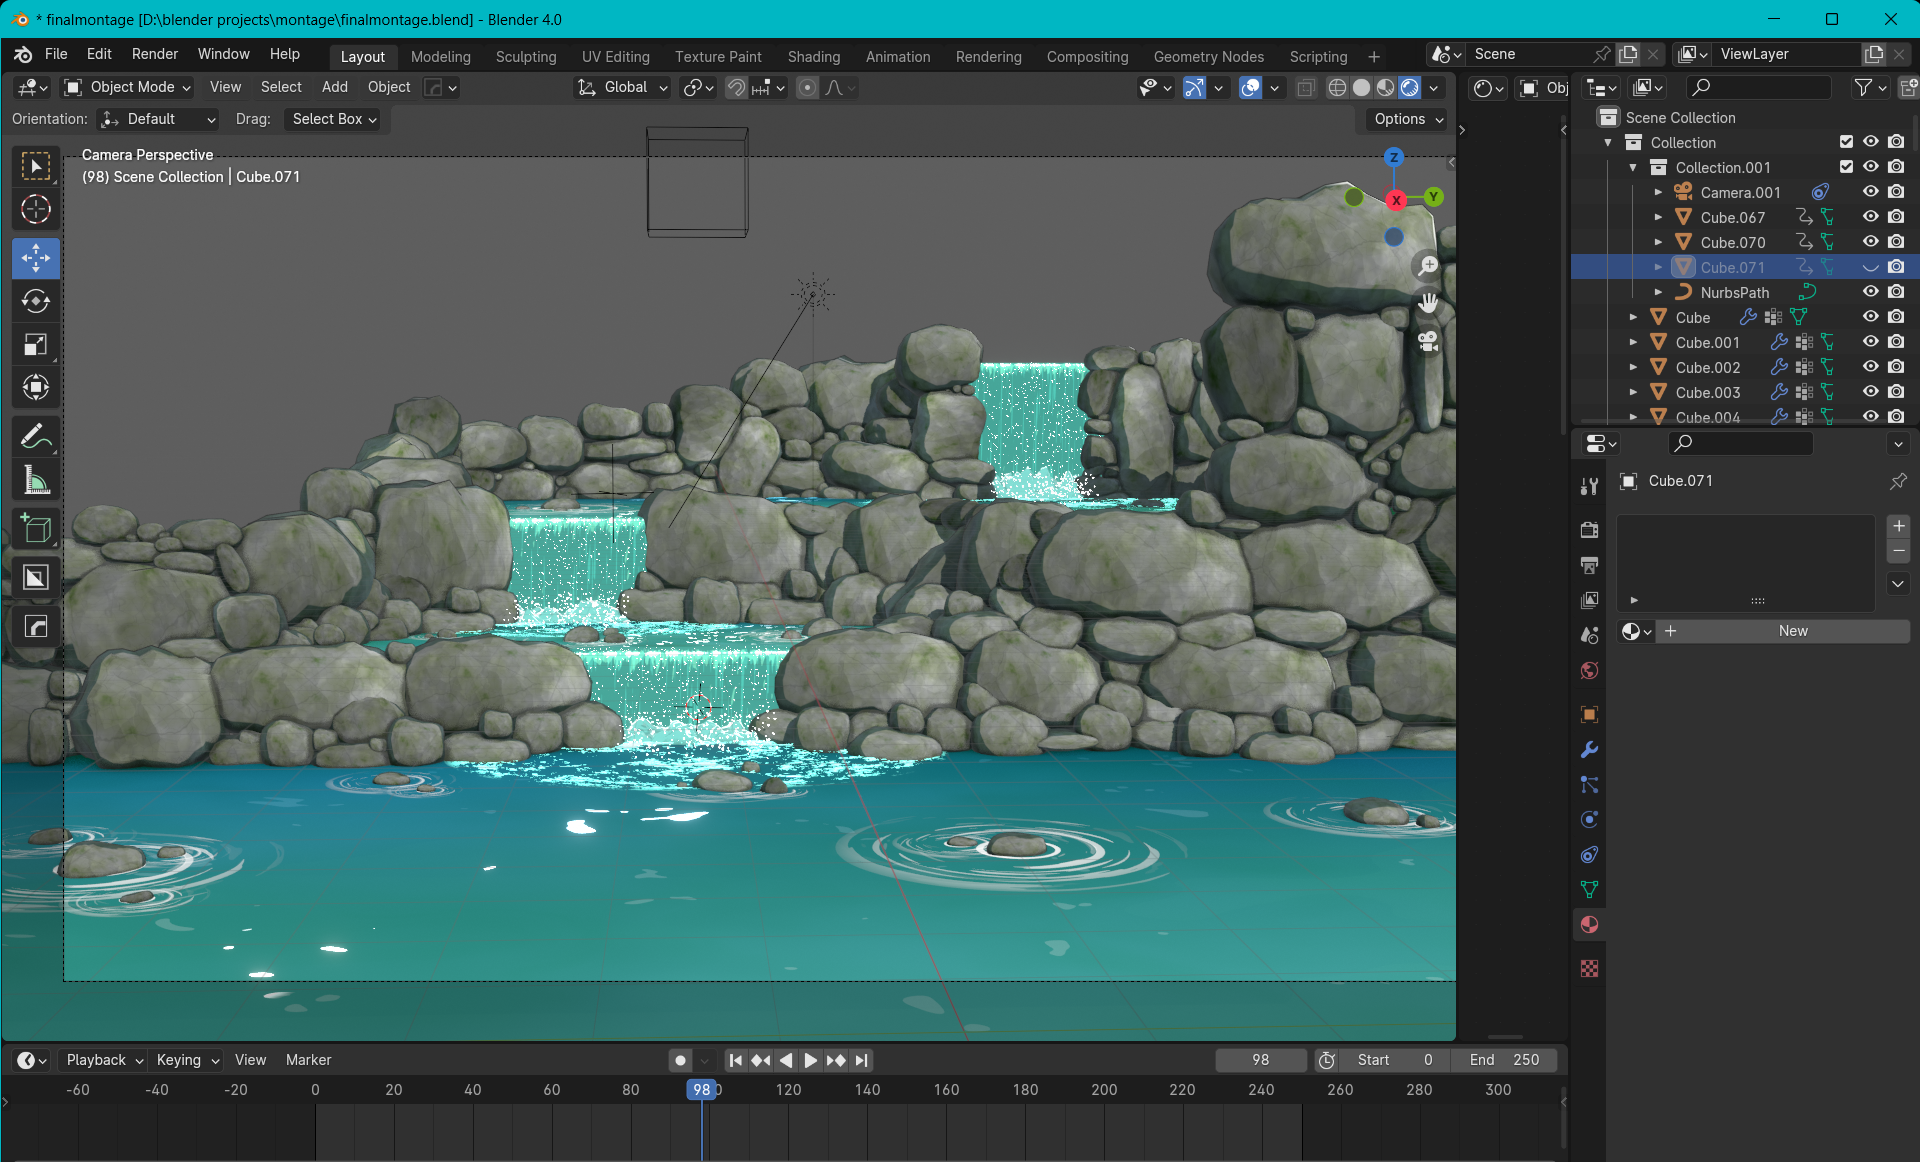 * finalmontage [D:\blender projects\montage\finalmontage.blend] - Blender 4.0
File Edit Render Window Help Layout Modeling Sculpting UV Editing Texture Paint Shading Animation Rendering Compositing Geometry Nodes Scripting + Scene ViewLayer
Object Mode View Select Add Object Global Obj
Orientation: Default Drag: Select Box Options
Camera Perspective
(98) Scene Collection | Cube.071
Z
Y
X
Scene Collection
Collection
Collection.001
Camera.001
Cube.067
Cube.070
Cube.071
NurbsPath
Cube
Cube.001
Cube.002
Cube.003
Cube.004
Cube.071
New
Playback Keying View Marker 98 Start 0 End 250
-60 -40 -20 0 20 40 60 80 98 120 140 160 180 200 220 240 260 280 300